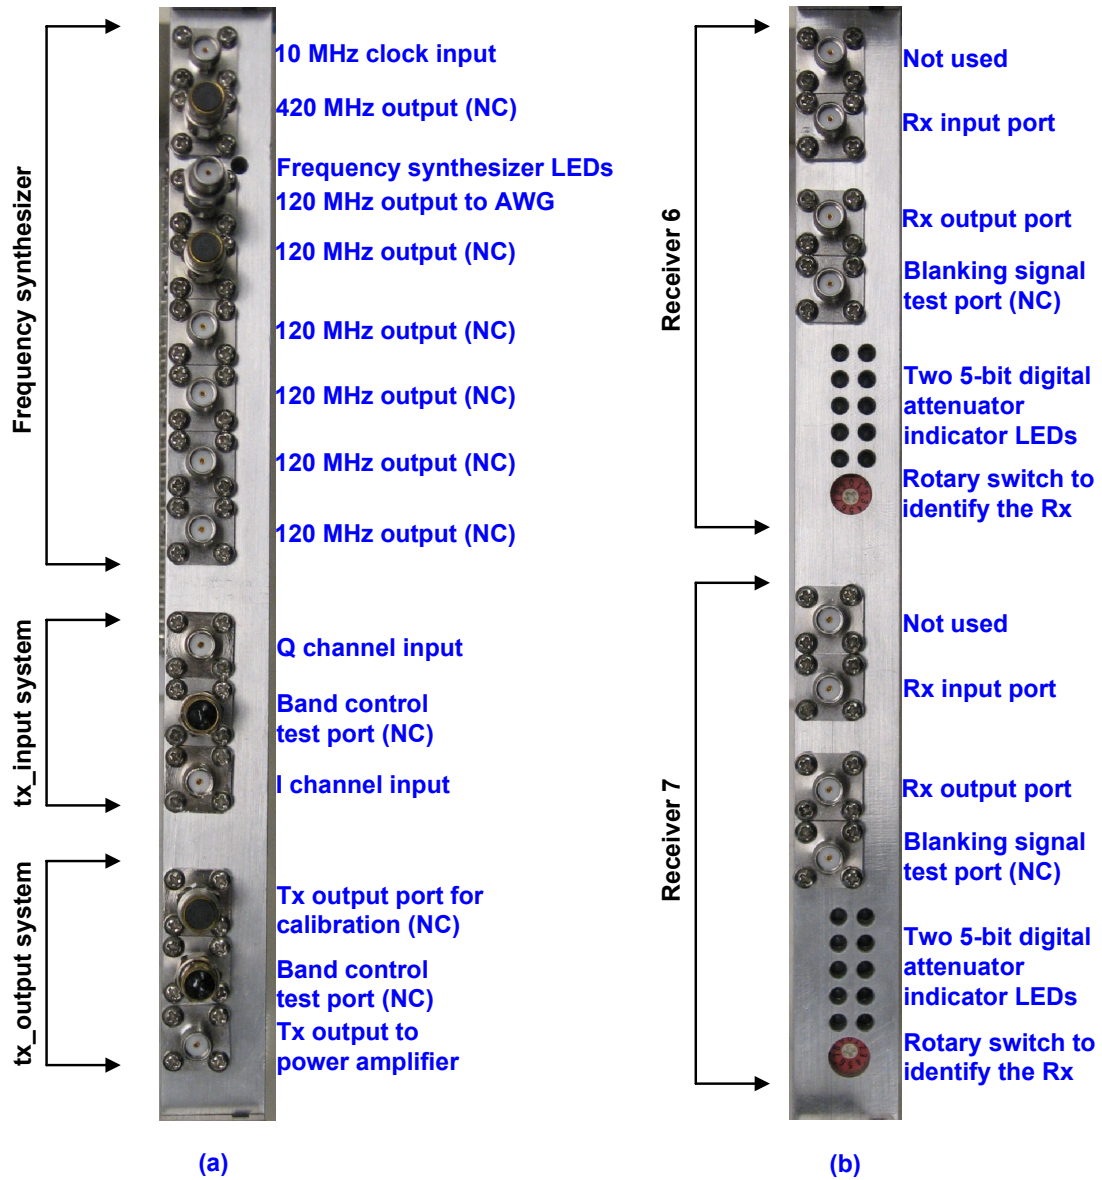 Frequency synthesizer
10 MHz clock input
420 MHz output (NC)
Frequency synthesizer LEDs
120 MHz output to AWG
120 MHz output (NC)
120 MHz output (NC)
120 MHz output (NC)
120 MHz output (NC)
120 MHz output (NC)
tx_input system
Q channel input
Band control
test port (NC)
I channel input
tx_output system
Tx output port for
calibration (NC)
Band control
test port (NC)
Tx output to
power amplifier
(a)
Receiver 6
Not used
Rx input port
Rx output port
Blanking signal
test port (NC)
Two 5-bit digital
attenuator
indicator LEDs
Rotary switch to
identify the Rx
Receiver 7
Not used
Rx input port
Rx output port
Blanking signal
test port (NC)
Two 5-bit digital
attenuator
indicator LEDs
Rotary switch to
identify the Rx
(b)